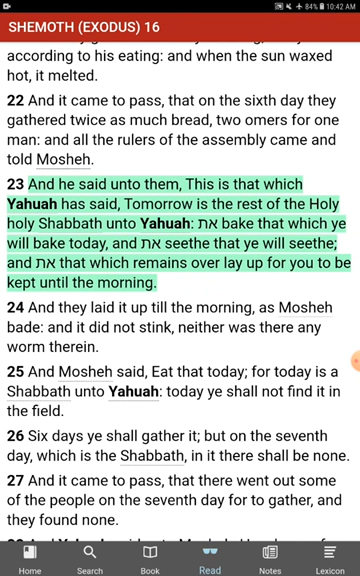 84% 10:42 AM
SHEMOTH (EXODUS) 16
according to his eating: and when the sun waxed
hot, it melted.
22 And it came to pass, that on the sixth day they
gathered twice as much bread, two omers for one
man: and all the rulers of the assembly came and
told Mosheh.
23 And he said unto them, This is that which
Yahuah has said, Tomorrow is the rest of the Holy
holy Shabbath unto Yahuah: את bake that which ye
will bake today, and את seethe that ye will seethe;
and את that which remains over lay up for you to be
kept until the morning.
24 And they laid it up till the morning, as Mosheh
bade: and it did not stink, neither was there any
worm therein.
25 And Mosheh said, Eat that today; for today is a
Shabbath unto Yahuah: today ye shall not find it in
the field.
26 Six days ye shall gather it; but on the seventh
day, which is the Shabbath, in it there shall be none.
27 And it came to pass, that there went out some
of the people on the seventh day for to gather, and
they found none.
Home Search Book Read Notes Lexicon